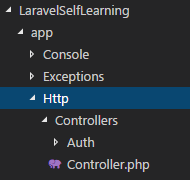 LaravelSelfLearning
app
Console
Exceptions
Http
Controllers
Auth
Controller.php